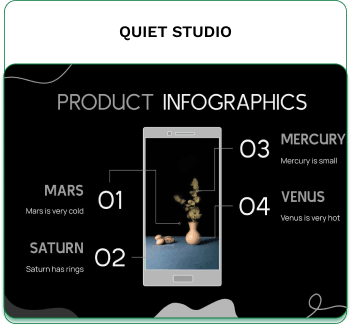 QUIET STUDIO
PRODUCT INFOGRAPHICS
MARS
Mars is very cold
01
SATURN
Saturn has rings
02
03
MERCURY
Mercury is small
04
VENUS
Venus is very hot